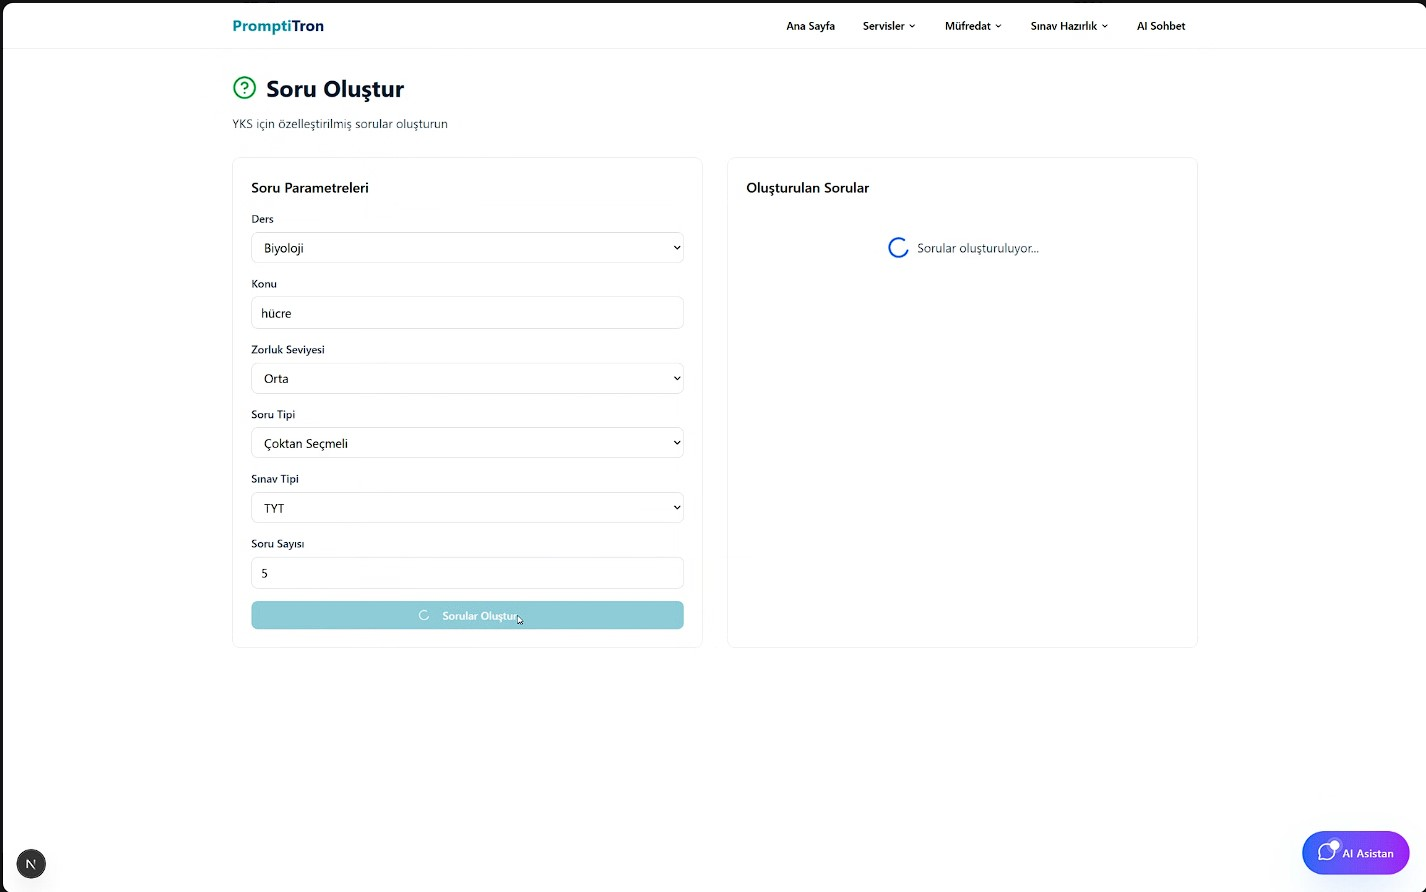 PromptiTron
Ana Sayfa
Servisler
Müfredat
Sınav Hazırlık
AI Sohbet
Soru Oluştur
YKS için özelleştirilmiş sorular oluşturun
Soru Parametreleri
Ders
Biyoloji
Konu
hücre
Zorluk Seviyesi
Orta
Soru Tipi
Çoktan Seçmeli
Sınav Tipi
TYT
Soru Sayısı
5
Sorular Oluştur
Oluşturulan Sorular
Sorular oluşturuluyor...
N
AI Asistan